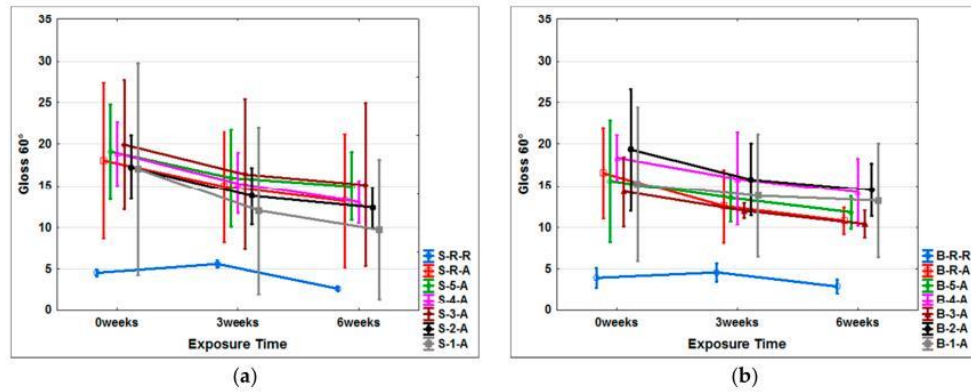 35
30
25
20
15
10
5
0
Gloss 60°
0weeks 3weeks 6weeks
Exposure Time
S-R-R
S-R-A
S-5-A
S-4-A
S-3-A
S-2-A
S-1-A
(a)
35
30
25
20
15
10
5
0
Gloss 60°
0weeks 3weeks 6weeks
Exposure Time
B-R-R
B-R-A
B-5-A
B-4-A
B-3-A
B-2-A
B-1-A
(b)